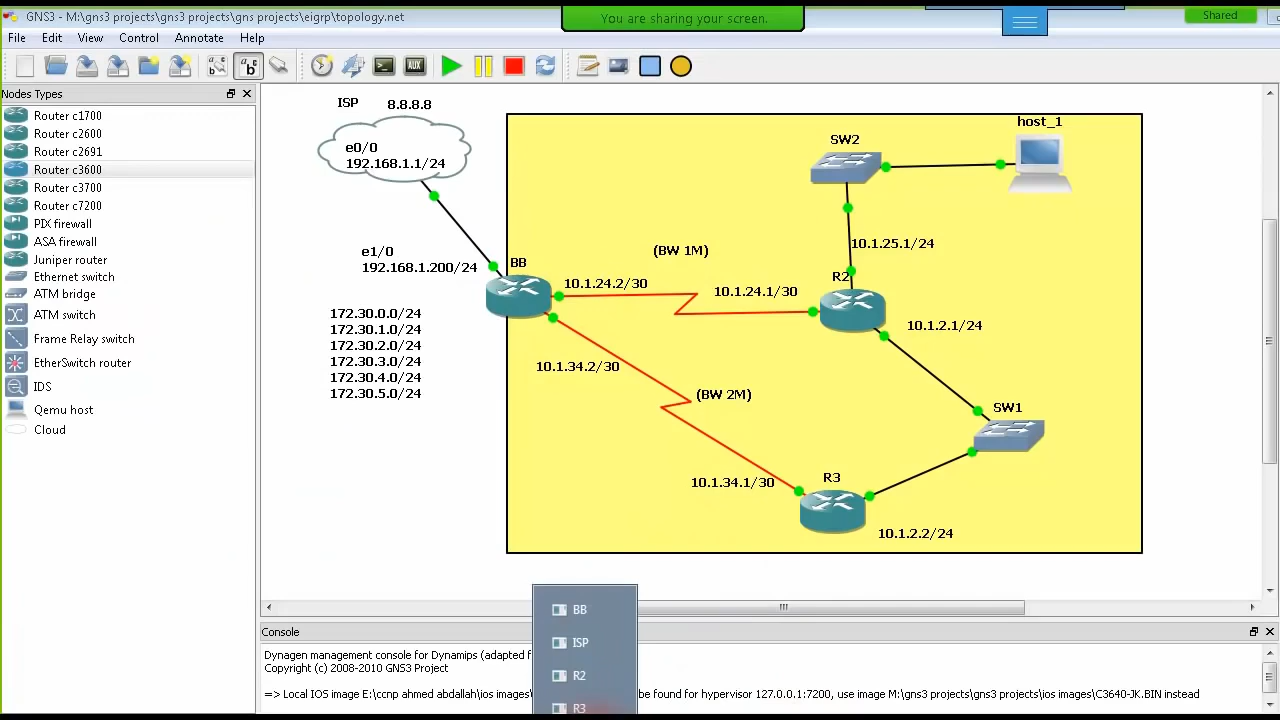 GNS3 - M:\gns3 projects\gns3 projects\gns projects\eigrp\topology.net
You are sharing your screen.
Shared
File Edit View Control Annotate Help
AUX
Nodes Types
Router c1700
Router c2600
Router c2691
Router c3600
Router c3700
Router c7200
PIX firewall
ASA firewall
Juniper router
Ethernet switch
ATM bridge
ATM switch
Frame Relay switch
EtherSwitch router
IDS
Qemu host
Cloud
ISP 8.8.8.8
e0/0
192.168.1.1/24
e1/0
192.168.1.200/24
172.30.0.0/24
172.30.1.0/24
172.30.2.0/24
172.30.3.0/24
172.30.4.0/24
172.30.5.0/24
BB
10.1.24.2/30
(BW 1M)
10.1.24.1/30
SW2
host_1
10.1.25.1/24
R2
10.1.2.1/24
10.1.34.2/30
(BW 2M)
SW1
10.1.34.1/30
R3
10.1.2.2/24
BB
ISP
R2
R3
Console
Dynagen management console for Dynamips (adapted f
Copyright (c) 2008-2010 GNS3 Project
=> Local IOS image E:\ccnp ahmed abdallah\ios images\ be found for hypervisor 127.0.0.1:7200, use image M:\gns3 projects\gns3 projects\ios images\C3640-JK.BIN instead